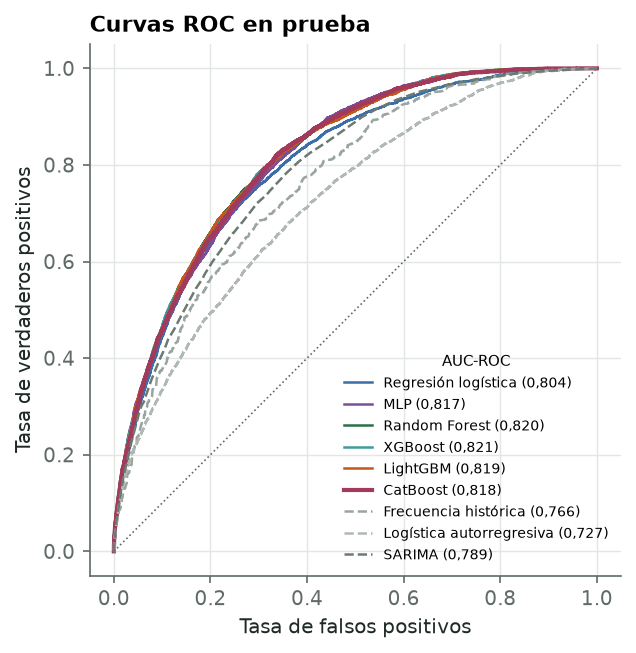 Curvas ROC en prueba
Tasa de verdaderos positivos
1.0
0.8
0.6
0.4
0.2
0.0
AUC-ROC
Regresión logística (0,804)
MLP (0,817)
Random Forest (0,820)
XGBoost (0,821)
LightGBM (0,819)
CatBoost (0,818)
Frecuencia histórica (0,766)
Logística autorregresiva (0,727)
SARIMA (0,789)
0.0 0.2 0.4 0.6 0.8 1.0
Tasa de falsos positivos